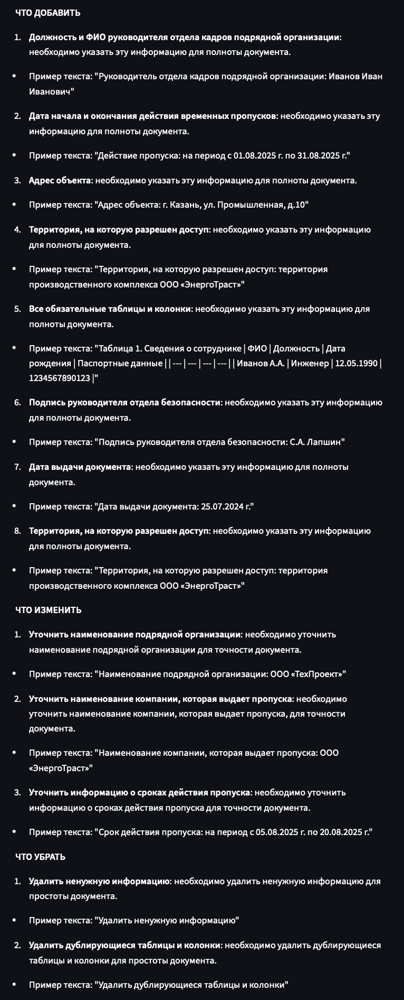 ЧТО ДОБАВИТЬ
1. Должность и ФИО руководителя отдела кадров подрядной организации:
необходимо указать эту информацию для полноты документа.
• Пример текста: "Руководитель отдела кадров подрядной организации: Иванов Иван
Иванович"
2. Дата начала и окончания действия временных пропусков: необходимо указать эту
информацию для полноты документа.
• Пример текста: "Действие пропуска: на период с 01.08.2025 г. по 31.08.2025 г."
3. Адрес объекта: необходимо указать эту информацию для полноты документа.
• Пример текста: "Адрес объекта: г. Казань, ул. Промышленная, д.10"
4. Территория, на которую разрешен доступ: необходимо указать эту информацию
для полноты документа.
• Пример текста: "Территория, на которую разрешен доступ: территория
производственного комплекса ООО «ЭнергоТраст»"
5. Все обязательные таблицы и колонки: необходимо указать эту информацию для
полноты документа.
• Пример текста: "Таблица 1. Сведения о сотруднике | ФИО | Должность | Дата
рождения | Паспортные данные | | --- | --- | --- | --- | | Иванов А.А. | Инженер | 12.05.1990 |
1234567890123 |"
6. Подпись руководителя отдела безопасности: необходимо указать эту информацию
для полноты документа.
• Пример текста: "Подпись руководителя отдела безопасности: С.А. Лапшин"
7. Дата выдачи документа: необходимо указать эту информацию для полноты
документа.
• Пример текста: "Дата выдачи документа: 25.07.2024 г."
8. Территория, на которую разрешен доступ: необходимо указать эту информацию
для полноты документа.
• Пример текста: "Территория, на которую разрешен доступ: территория
производственного комплекса ООО «ЭнергоТраст»"
ЧТО ИЗМЕНИТЬ
1. Уточнить наименование подрядной организации: необходимо уточнить
наименование подрядной организации для точности документа.
• Пример текста: "Наименование подрядной организации: ООО «ТехПроект»"
2. Уточнить наименование компании, которая выдает пропуска: необходимо
уточнить наименование компании, которая выдает пропуска, для точности
документа.
• Пример текста: "Наименование компании, которая выдает пропуска: ООО
«ЭнергоТраст»"
3. Уточнить информацию о сроках действия пропуска: необходимо уточнить
информацию о сроках действия пропуска для точности документа.
• Пример текста: "Срок действия пропуска: на период с 05.08.2025 г. по 20.08.2025 г."
ЧТО УБРАТЬ
1. Удалить ненужную информацию: необходимо удалить ненужную информацию для
простоты документа.
• Пример текста: "Удалить ненужную информацию"
2. Удалить дублирующиеся таблицы и колонки: необходимо удалить дублирующиеся
таблицы и колонки для простоты документа.
• Пример текста: "Удалить дублирующиеся таблицы и колонки"